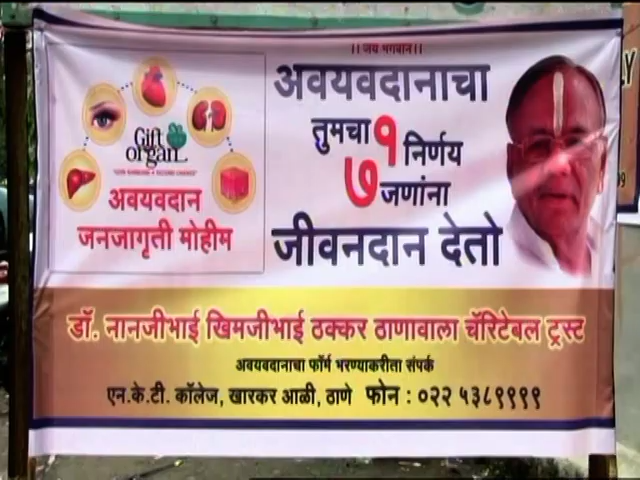 ।। जय भगवान।।
अवयवदानाचा
तुमचा १ निर्णय
७ जणांना
जीवनदान देतो
Gift
organ
अवयवदान
जनजागृती मोहीम
डॉ. नानजीभाई खिमजीभाई ठक्कर ठाणावाला चॅरिटेबल ट्रस्ट
अवयवदानाचा फॉर्म भरण्याकरीता संपर्क
एन.के.टी. कॉलेज, खारकर आळी, ठाणे फोन : ०२२ ५३८९९९९